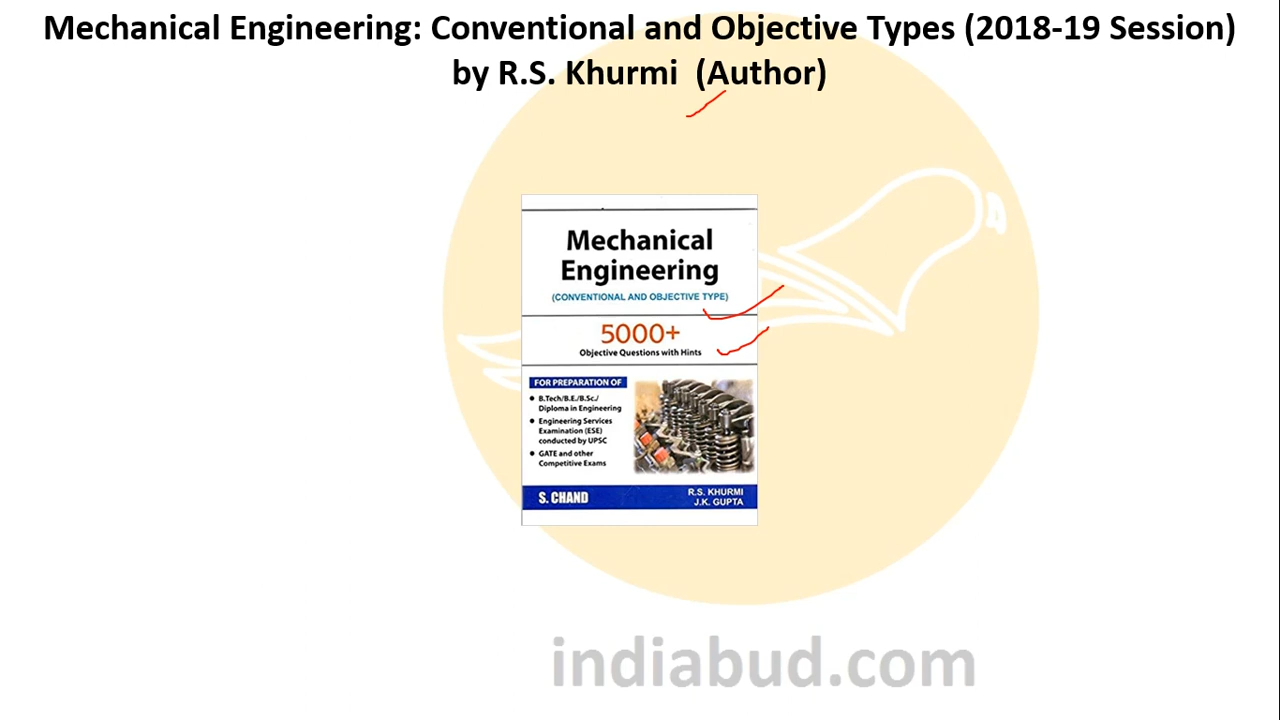 Mechanical Engineering: Conventional and Objective Types (2018-19 Session)
by R.S. Khurmi (Author)
Mechanical
Engineering
(CONVENTIONAL AND OBJECTIVE TYPE)
5000+
Objective Questions with Hints
FOR PREPARATION OF
• B.Tech/B.E./B.Sc./
Diploma in Engineering
• Engineering Services
Examination (ESE)
conducted by UPSC
• GATE and other
Competitive Exams
S. CHAND
R.S. KHURMI
J.K. GUPTA
indiabud.com